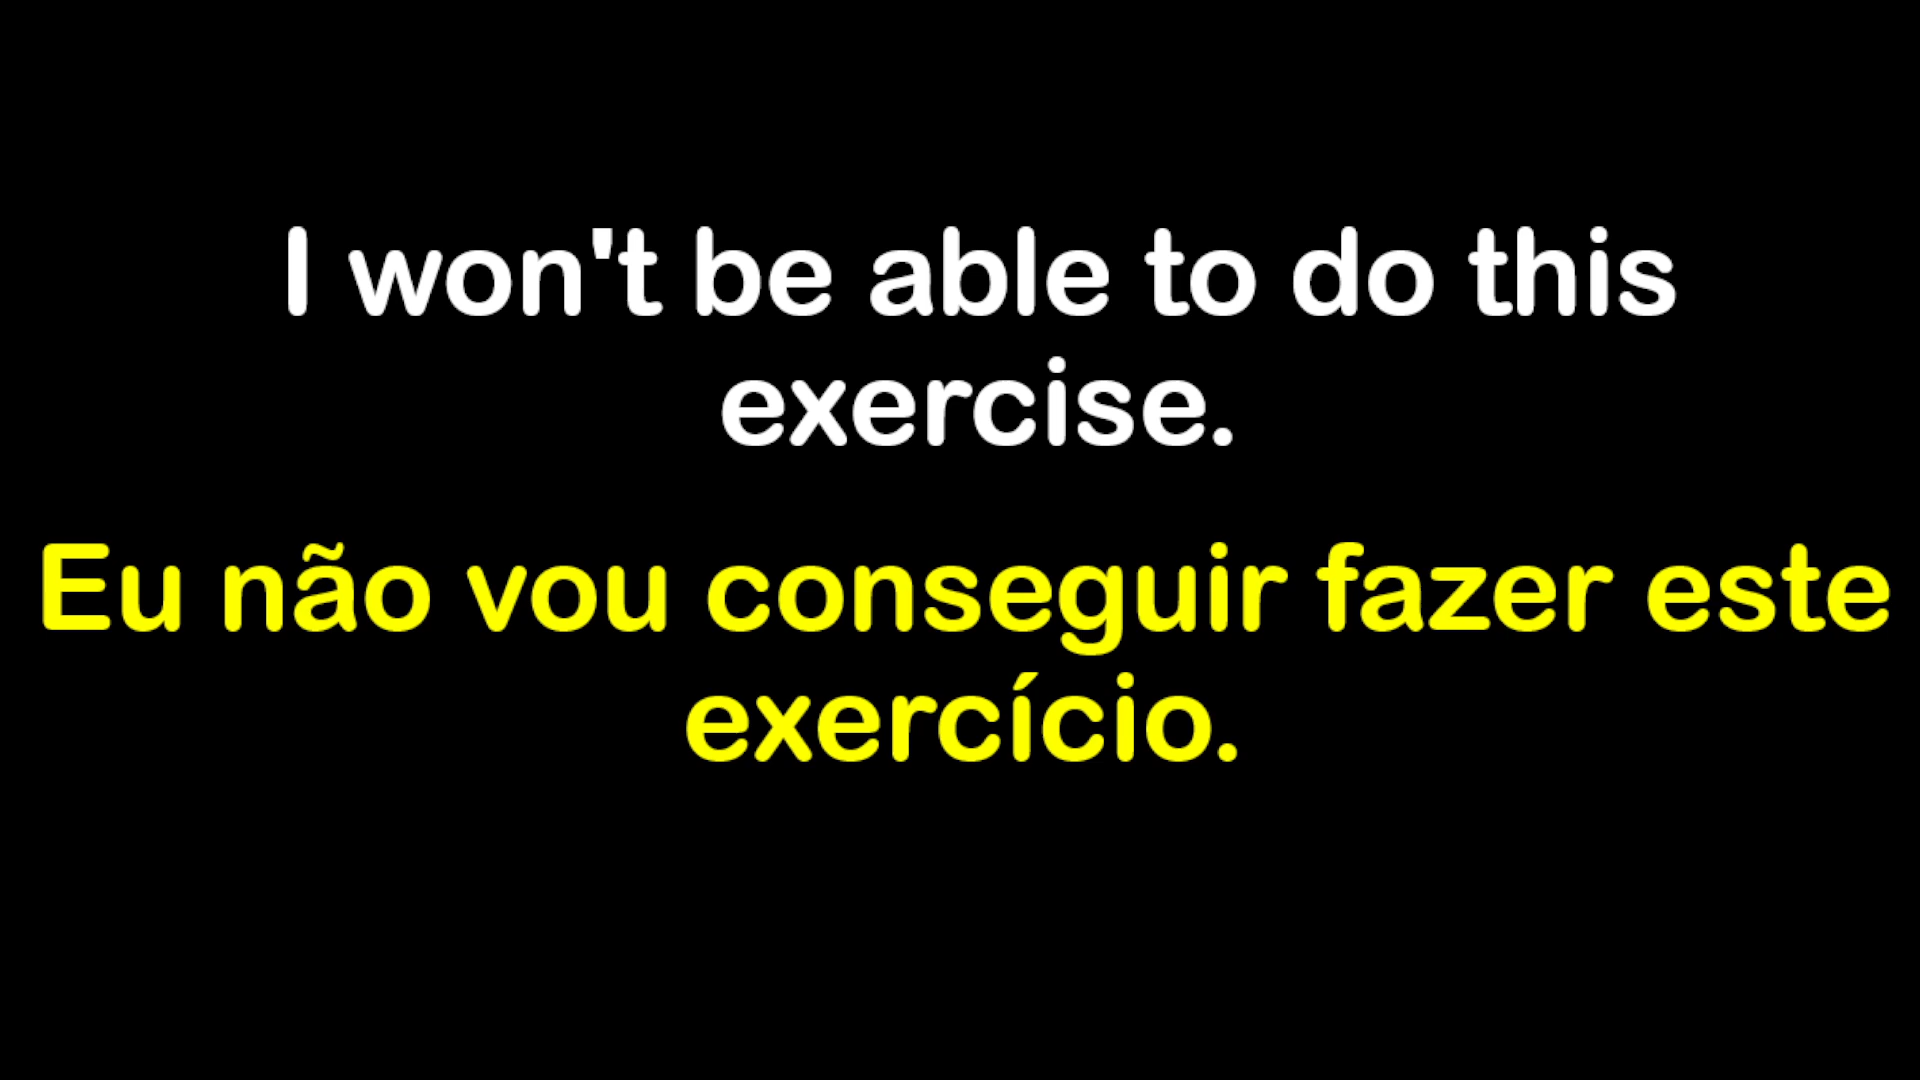 I won't be able to do this
exercise.
Eu não vou conseguir fazer este
exercício.